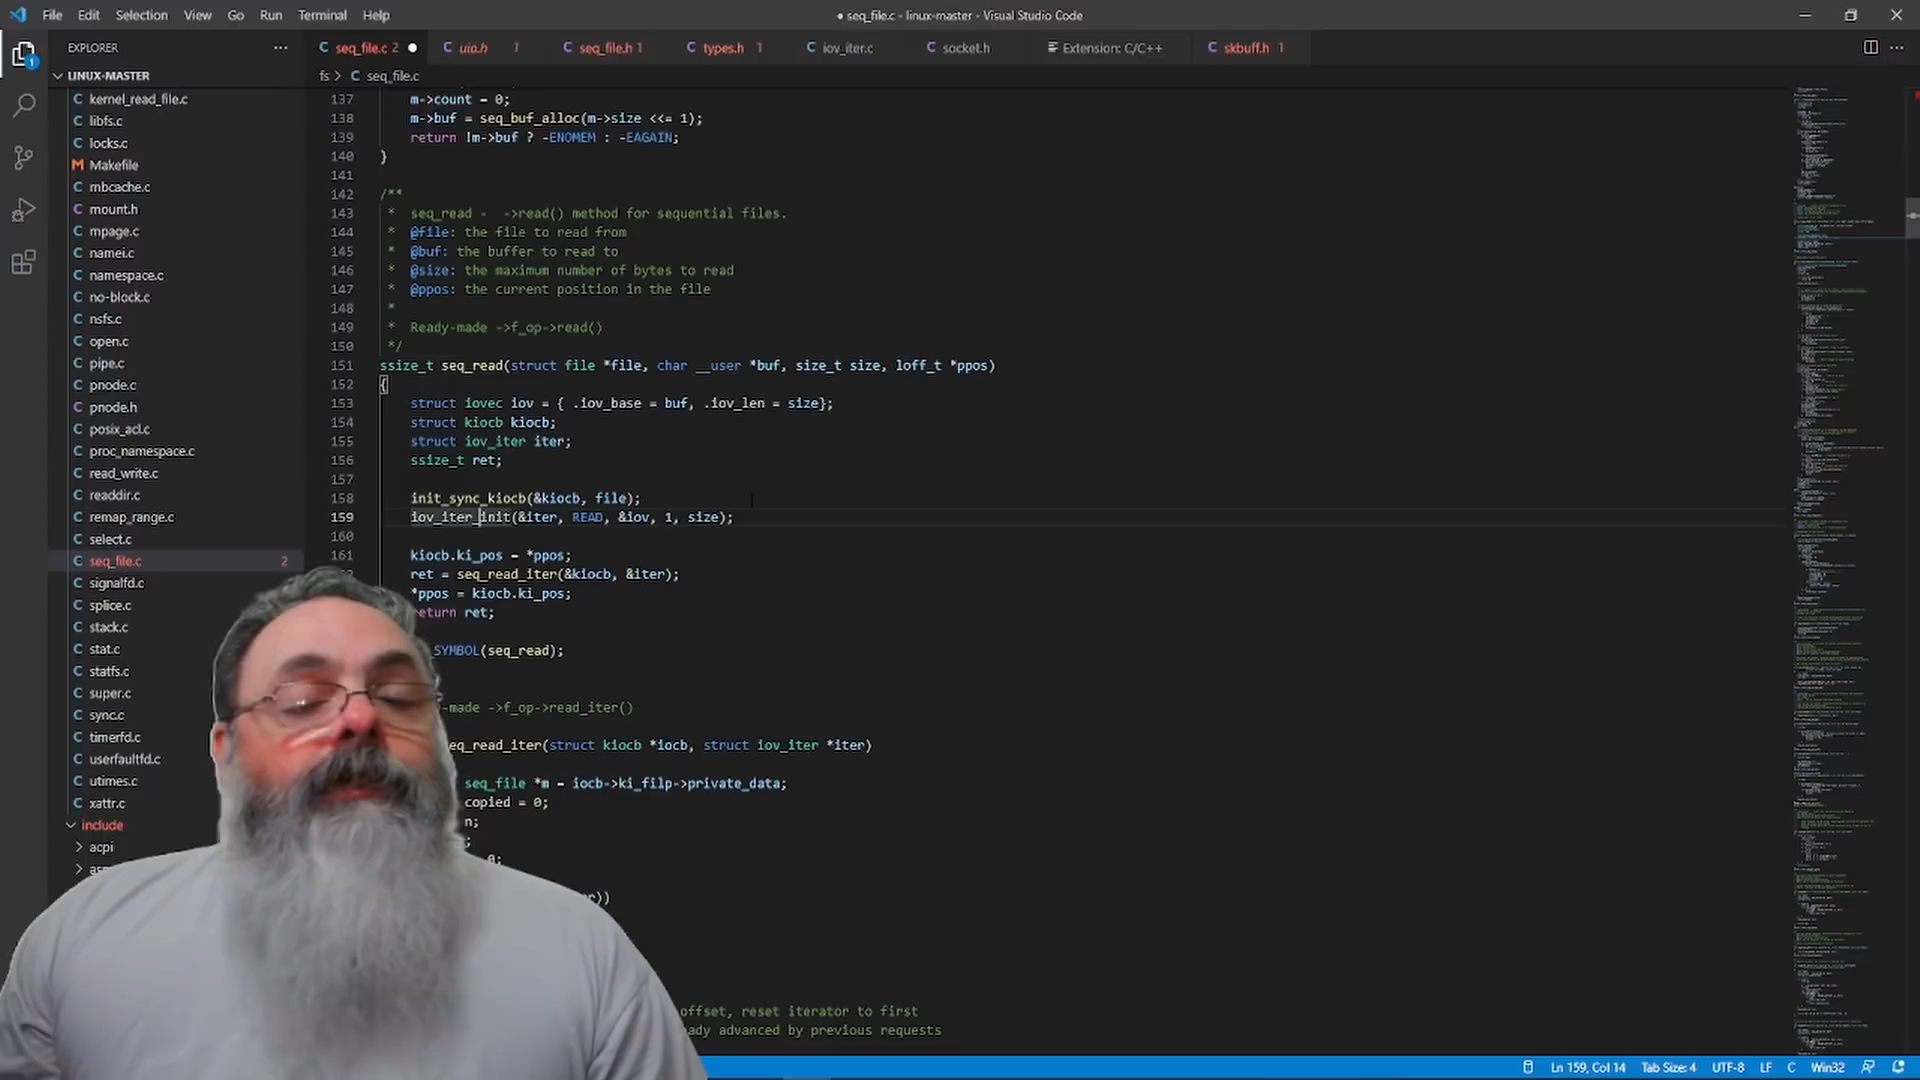 File Edit Selection View Go Run Terminal Help
● seq_file.c - linux-master - Visual Studio Code
EXPLORER
seq_file.c 2
uio.h 1
seq_file.h 1
types.h 1
iov_iter.c
socket.h
Extension: C/C++
skbuff.h 1
LINUX-MASTER
fs > C seq_file.c
1
C kernel_read_file.c
C libfs.c
C locks.c
M Makefile
C mbcache.c
C mount.h
C mpage.c
C namei.c
C namespace.c
C no-block.c
C nsfs.c
C open.c
C pipe.c
C pnode.c
C pnode.h
C posix_acl.c
C proc_namespace.c
C read_write.c
C readdir.c
C remap_range.c
C select.c
C seq_file.c 2
C signalfd.c
C splice.c
C stack.c
C stat.c
C statfs.c
C super.c
C sync.c
C timerfd.c
C userfaultfd.c
C utimes.c
C xattr.c
include
acpi
137 m->count = 0;
138 m->buf = seq_buf_alloc(m->size <<= 1);
139 return !m->buf ? -ENOMEM : -EAGAIN;
140 }
141
142 /**
143 * seq_read - ->read() method for sequential files.
144 * @file: the file to read from
145 * @buf: the buffer to read to
146 * @size: the maximum number of bytes to read
147 * @ppos: the current position in the file
148 *
149 * Ready-made ->f_op->read()
150 */
151 ssize_t seq_read(struct file *file, char __user *buf, size_t size, loff_t *ppos)
152 {
153 struct iovec iov = { .iov_base = buf, .iov_len = size};
154 struct kiocb kiocb;
155 struct iov_iter iter;
156 ssize_t ret;
157
158 init_sync_kiocb(&kiocb, file);
159 iov_iter_init(&iter, READ, &iov, 1, size);
160
161 kiocb.ki_pos = *ppos;
ret = seq_read_iter(&kiocb, &iter);
*ppos = kiocb.ki_pos;
return ret;
_SYMBOL(seq_read);
-made ->f_op->read_iter()
eq_read_iter(struct kiocb *iocb, struct iov_iter *iter)
seq_file *m = iocb->ki_filp->private_data;
copied = 0;
n;
;
0;
))
offset, reset iterator to first
ady advanced by previous requests
Ln 159, Col 14 Tab Size: 4 UTF-8 LF C Win32